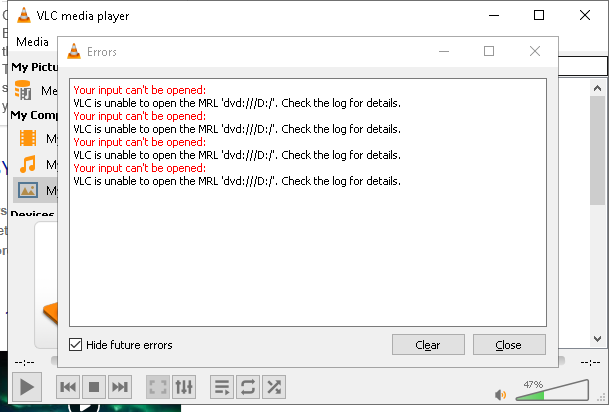 VLC media player
Media
Errors
My Pictu
Me
My Comp
My
My
My
Devices
Your input can't be opened:
VLC is unable to open the MRL 'dvd:///D:/'. Check the log for details.
Your input can't be opened:
VLC is unable to open the MRL 'dvd:///D:/'. Check the log for details.
Your input can't be opened:
VLC is unable to open the MRL 'dvd:///D:/'. Check the log for details.
Your input can't be opened:
VLC is unable to open the MRL 'dvd:///D:/'. Check the log for details.
Hide future errors
Clear
Close
--:--
--:--
47%